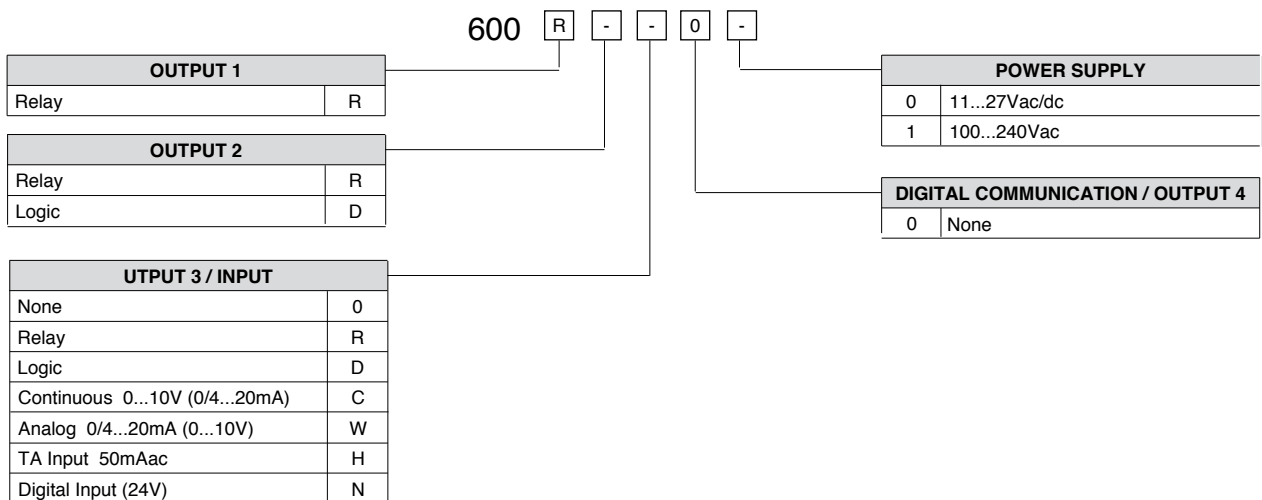 600 R - - 0 -
OUTPUT 1
Relay R
OUTPUT 2
Relay R
Logic D
UTPUT 3 / INPUT
None 0
Relay R
Logic D
Continuous 0...10V (0/4...20mA) C
Analog 0/4...20mA (0...10V) W
TA Input 50mAac H
Digital Input (24V) N
POWER SUPPLY
0 11...27Vac/dc
1 100...240Vac
DIGITAL COMMUNICATION / OUTPUT 4
0 None